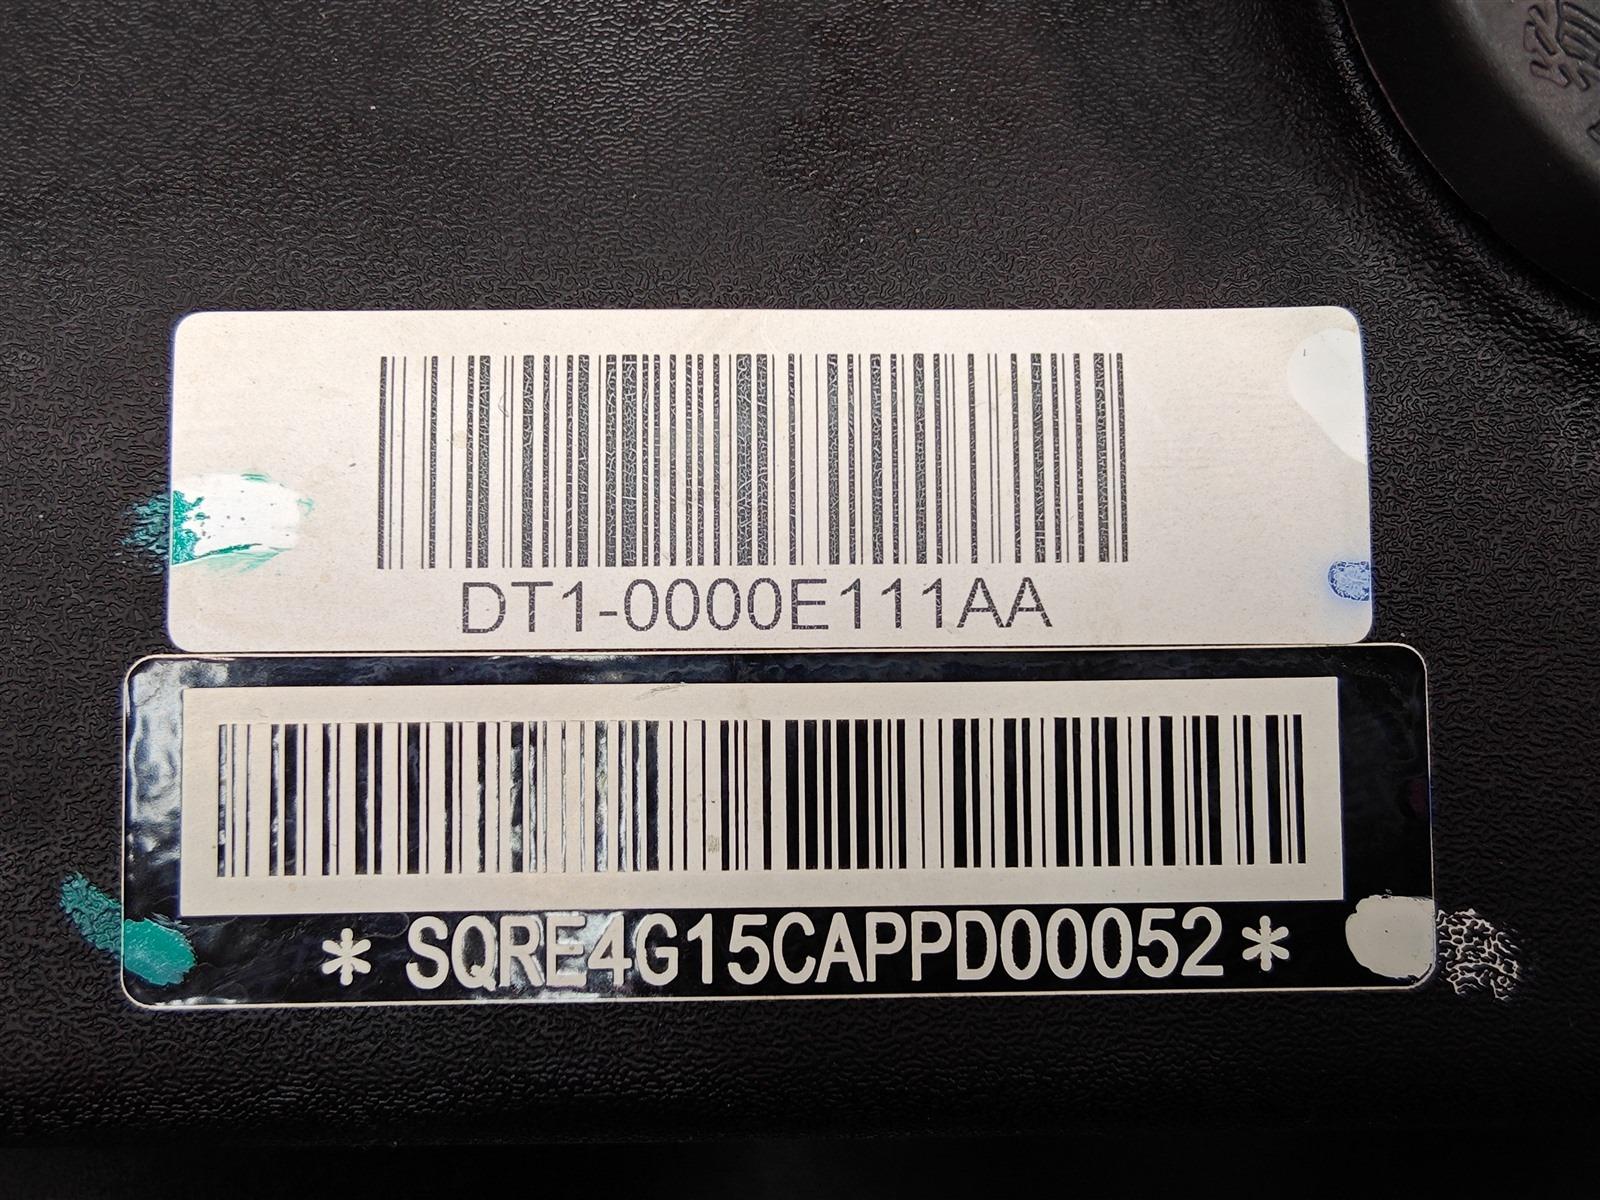 DT1-0000E111AA
* SQRE4G15CAPPD00052 *